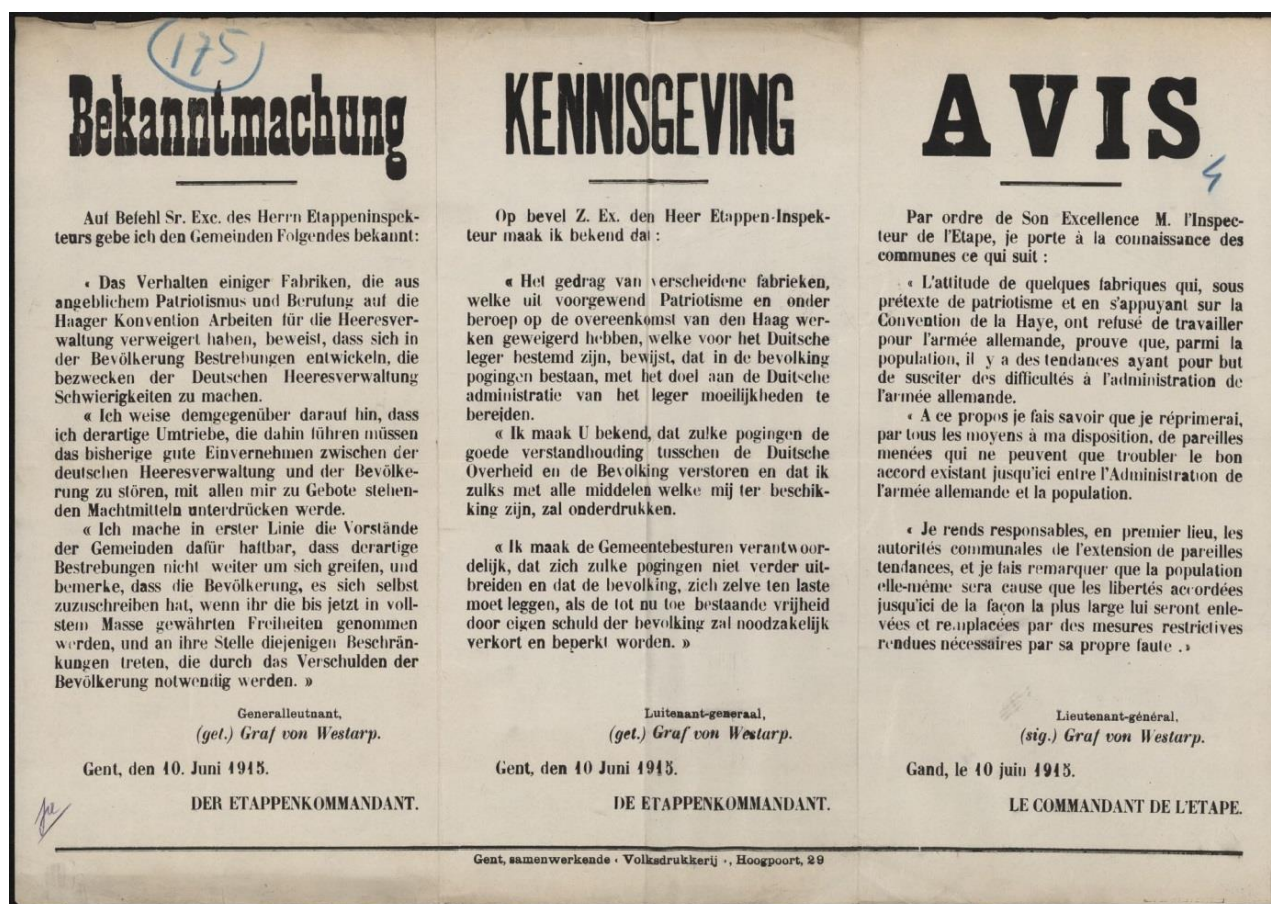 175
Bekanntmachung
Auf Befehl Sr. Exc. des Herrn Etappeninspek-
teurs gebe ich den Gemeinden Folgendes bekannt:
« Das Verhalten einiger Fabriken, die aus
angeblichem Patriotismus und Berufung auf die
Haager Konvention Arbeiten für die Heeresver-
waltung verweigert haben, beweist, dass sich in
der Bevölkerung Bestrebungen entwickeln, die
bezwecken der Deutschen Heeresverwaltung
Schwierigkeiten zu machen.
« Ich weise demgegenüber darauf hin, dass
ich derartige Umtriebe, die dahin führen müssen
das bisherige gute Einvernehmen zwischen der
deutschen Heeresverwaltung und der Bevölke-
rung zu stören, mit allen mir zu Gebote stehen-
den Machtmitteln unterdrücken werde.
« Ich mache in erster Linie die Vorstände
der Gemeinden dafür haftbar, dass derartige
Bestrebungen nicht weiter um sich greifen, und
bemerke, dass die Bevölkerung, es sich selbst
zuzuschreiben hat, wenn ihr die bis jetzt in voll-
stem Masse gewährten Freiheiten genommen
werden, und an ihre Stelle diejenigen Beschrän-
kungen treten, die durch das Verschulden der
Bevölkerung notwendig werden. »
Generalleutnant,
(get.) Graf von Westarp.
Gent, den 10. Juni 1915.
DER ETAPPENKOMMANDANT.
KENNISGEVING
Op bevel Z. Ex. den Heer Etappen-Inspek-
teur maak ik bekend dat :
« Het gedrag van verscheidene fabrieken,
welke uit voorgewend Patriotisme en onder
beroep op de overeenkomst van den Haag wer-
ken geweigerd hebben, welke voor het Duitsche
leger bestemd zijn, bewijst, dat in de bevolking
pogingen bestaan, met het doel aan de Duitsche
administratie van het leger moeilijkheden te
bereiden.
« Ik maak U bekend, dat zulke pogingen de
goede verstandhouding tusschen de Duitsche
Overheid en de Bevolking verstoren en dat ik
zulks met alle middelen welke mij ter beschik-
king zijn, zal onderdrukken.
« Ik maak de Gemeentebesturen verantwoor-
delijk, dat zich zulke pogingen niet verder uit-
breiden en dat de bevolking, zich zelve ten laste
moet leggen, als de tot nu toe bestaande vrijheid
door eigen schuld der bevolking zal noodzakelijk
verkort en beperkt worden. »
Luitenant-generaal,
(get.) Graf von Westarp.
Gent, den 10 Juni 1915.
DE ETAPPENKOMMANDANT.
AVIS
4
Par ordre de Son Excellence M. l'Inspec-
teur de l'Etape, je porte à la connaissance des
communes ce qui suit :
« L'attitude de quelques fabriques qui, sous
prétexte de patriotisme et en s'appuyant sur la
Convention de la Haye, ont refusé de travailler
pour l'armée allemande, prouve que, parmi la
population, il y a des tendances ayant pour but
de susciter des difficultés à l'administration de
l'armée allemande.
« A ce propos je fais savoir que je réprimerai,
par tous les moyens à ma disposition, de pareilles
menées qui ne peuvent que troubler le bon
accord existant jusqu'ici entre l'Administration de
l'armée allemande et la population.
« Je rends responsables, en premier lieu, les
autorités communales de l'extension de pareilles
tendances, et je fais remarquer que la population
elle-même sera cause que les libertés accordées
jusqu'ici de la façon la plus large lui seront enle-
vées et remplacées par des mesures restrictives
rendues nécessaires par sa propre faute .»
Lieutenant-général,
(sig.) Graf von Westarp.
Gand, le 10 juin 1915.
LE COMMANDANT DE L'ETAPE.
Gent, samenwerkende « Volksdrukkerij », Hoogpoort, 29